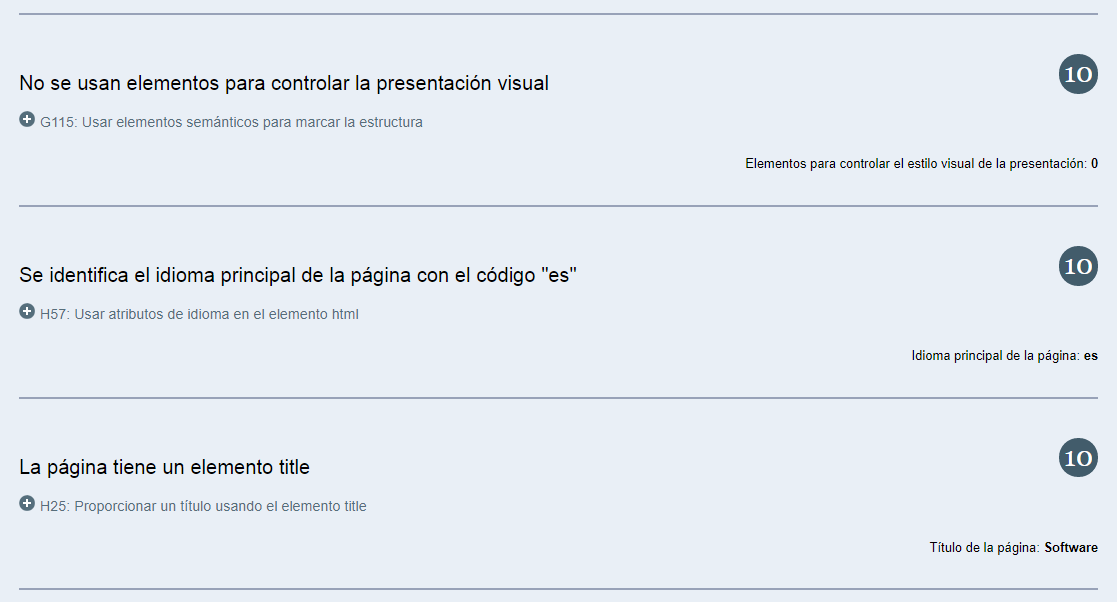 No se usan elementos para controlar la presentación visual
10
G115: Usar elementos semánticos para marcar la estructura
Elementos para controlar el estilo visual de la presentación: 0
Se identifica el idioma principal de la página con el código "es"
10
H57: Usar atributos de idioma en el elemento html
Idioma principal de la página: es
La página tiene un elemento title
10
H25: Proporcionar un título usando el elemento title
Título de la página: Software